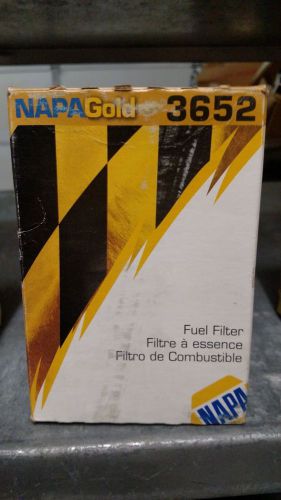 NAPAGold 3652
Fuel Filter
Filtre à essence
Filtro de Combustible
NAPA